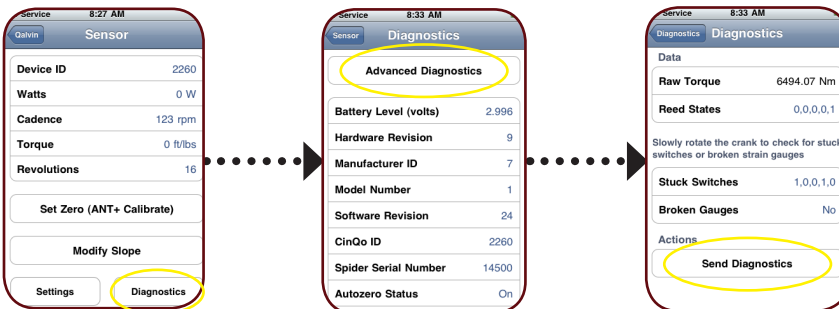 Service 8:27 AM
Qalvin Sensor
Device ID 2260
Watts 0 W
Cadence 123 rpm
Torque 0 ft/lbs
Revolutions 16
Set Zero (ANT+ Calibrate)
Modify Slope
Settings Diagnostics
Service 8:33 AM
Sensor Diagnostics
Advanced Diagnostics
Battery Level (volts) 2.996
Hardware Revision 9
Manufacturer ID 7
Model Number 1
Software Revision 24
CinQo ID 2260
Spider Serial Number 14500
Autozero Status On
Service 8:33 AM
Diagnostics Diagnostics
Data
Raw Torque 6494.07 Nm
Reed States 0,0,0,0,1
Slowly rotate the crank to check for stuck
switches or broken strain gauges
Stuck Switches 1,0,0,1,0
Broken Gauges No
Actions
Send Diagnostics